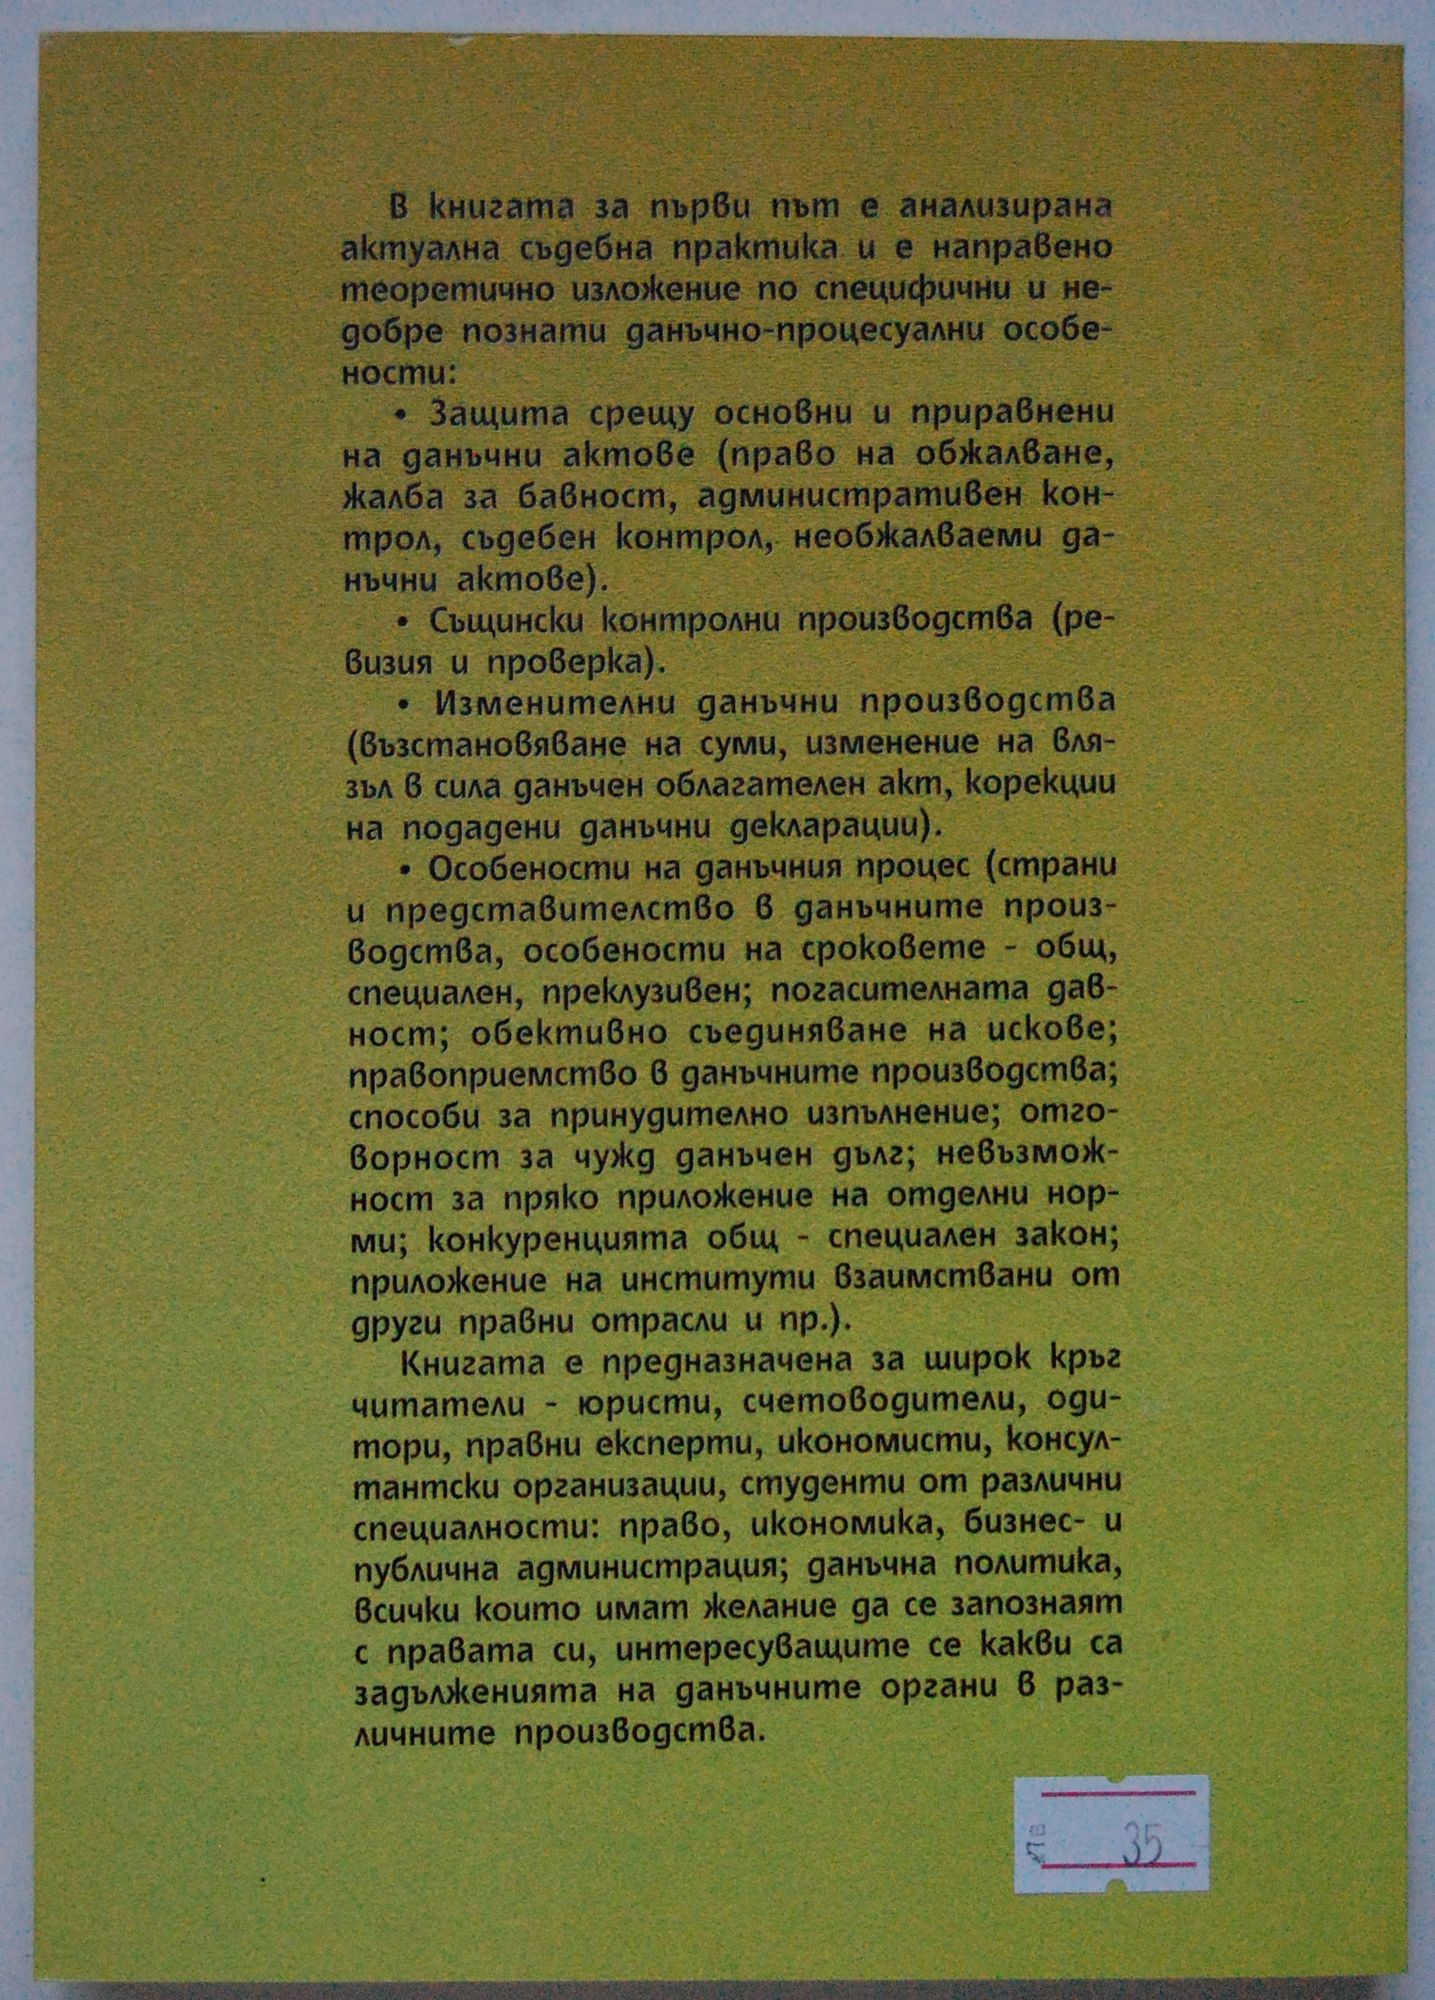 В книгата за първи път е анализирана
актуална съдебна практика и е направено
теоретично изложение по специфични и не-
добре познати данъчно-процесуални особе-
ности:
• Защита срещу основни и приравнени
на данъчни актове (право на обжалване,
жалба за бавност, административен кон-
трол, съдебен контрол, необжалваеми да-
нъчни актове).
• Същински контролни производства (ре-
визия и проверка).
• Изменителни данъчни производства
(възстановяване на суми, изменение на вля-
зъл в сила данъчен облагателен акт, корекции
на подадени данъчни декларации).
• Особености на данъчния процес (страни
и представителство в данъчните произ-
водства, особености на сроковете - общ,
специален, преклузивен; погасителната дав-
ност; обективно съединяване на искове;
правоприемство в данъчните производства;
способи за принудително изпълнение; отго-
ворност за чужд данъчен дълг; невъзмож-
ност за пряко приложение на отделни нор-
ми; конкуренцията общ - специален закон;
приложение на институти взаимствани от
други правни отрасли и пр.).
Книгата е предназначена за широк кръг
читатели - юристи, счетоводители, оди-
тори, правни експерти, икономисти, консул-
тантски организации, студенти от различни
специалности: право, икономика, бизнес- и
публична администрация; данъчна политика,
всички които имат желание да се запознаят
с правата си, интересуващите се какви са
задълженията на данъчните органи в раз-
личните производства.
35